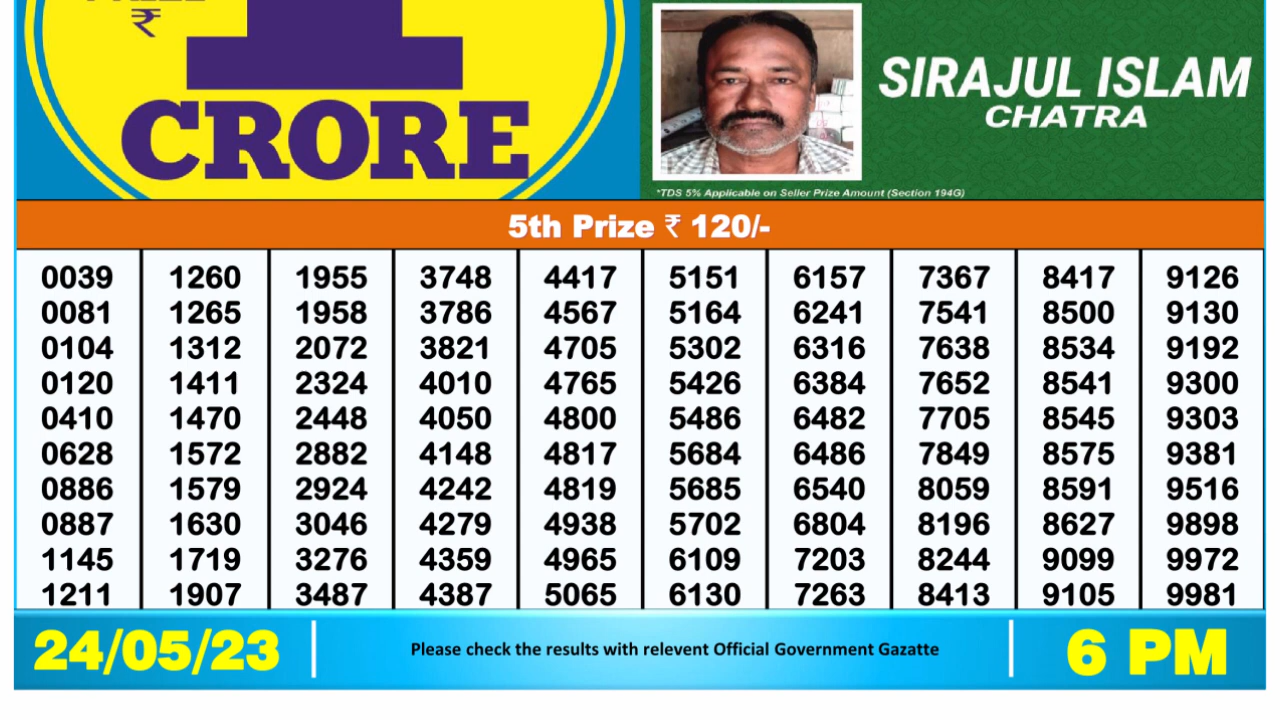 ₹
CRORE
SIRAJUL ISLAM
CHATRA
*TDS 5% Applicable on Seller Prize Amount (Section 194G)
5th Prize ₹ 120/-
0039 1260 1955 3748 4417 5151 6157 7367 8417 9126
0081 1265 1958 3786 4567 5164 6241 7541 8500 9130
0104 1312 2072 3821 4705 5302 6316 7638 8534 9192
0120 1411 2324 4010 4765 5426 6384 7652 8541 9300
0410 1470 2448 4050 4800 5486 6482 7705 8545 9303
0628 1572 2882 4148 4817 5684 6486 7849 8575 9381
0886 1579 2924 4242 4819 5685 6540 8059 8591 9516
0887 1630 3046 4279 4938 5702 6804 8196 8627 9898
1145 1719 3276 4359 4965 6109 7203 8244 9099 9972
1211 1907 3487 4387 5065 6130 7263 8413 9105 9981
24/05/23
Please check the results with relevent Official Government Gazatte
6 PM